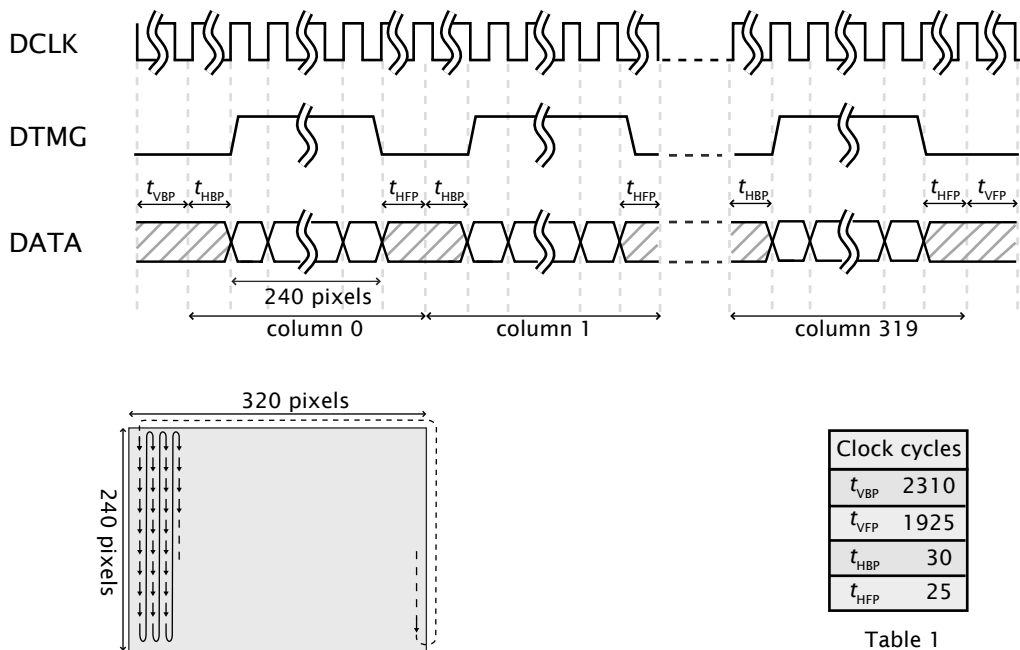 DCLK
DTMG
tVBP tHBP tHFP tHBP tHFP tHBP tHFP tVFP
DATA
240 pixels
column 0 column 1 column 319
320 pixels
240 pixels
Clock cycles
tVBP 2310
tVFP 1925
tHBP 30
tHFP 25
Table 1